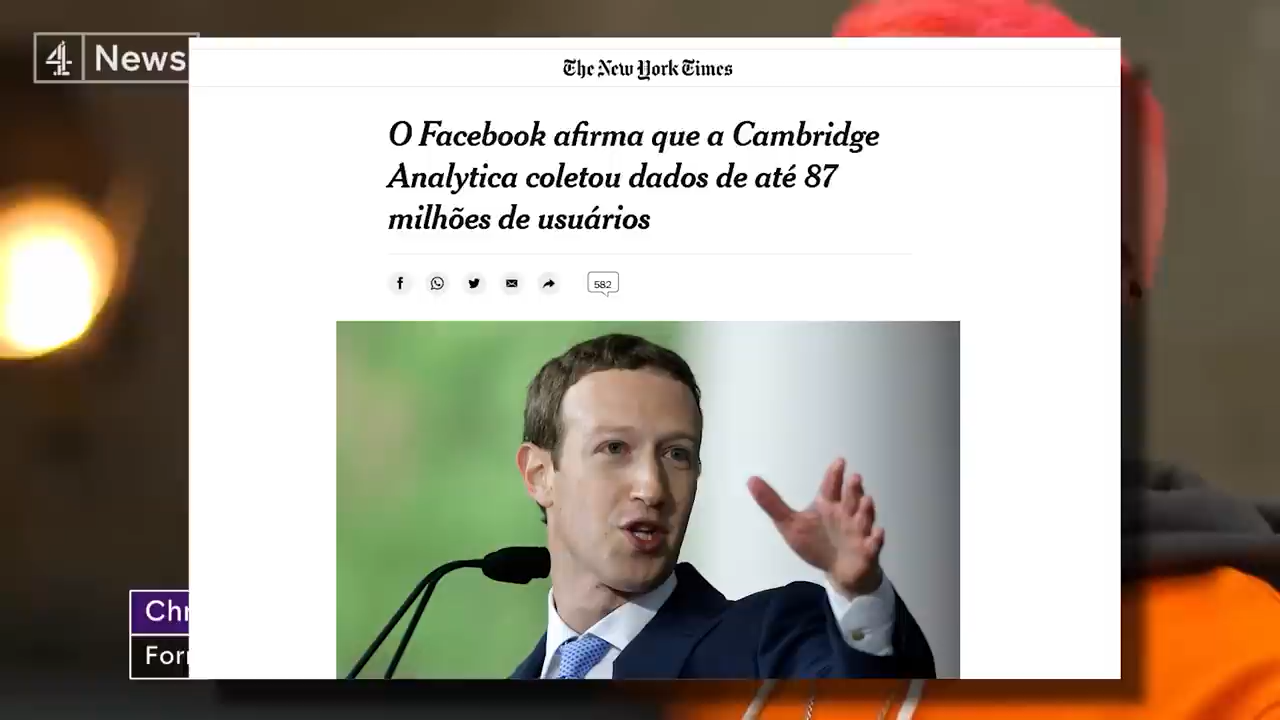 4 News
The New York Times
O Facebook afirma que a Cambridge
Analytica coletou dados de até 87
milhões de usuários
582
Chr
For